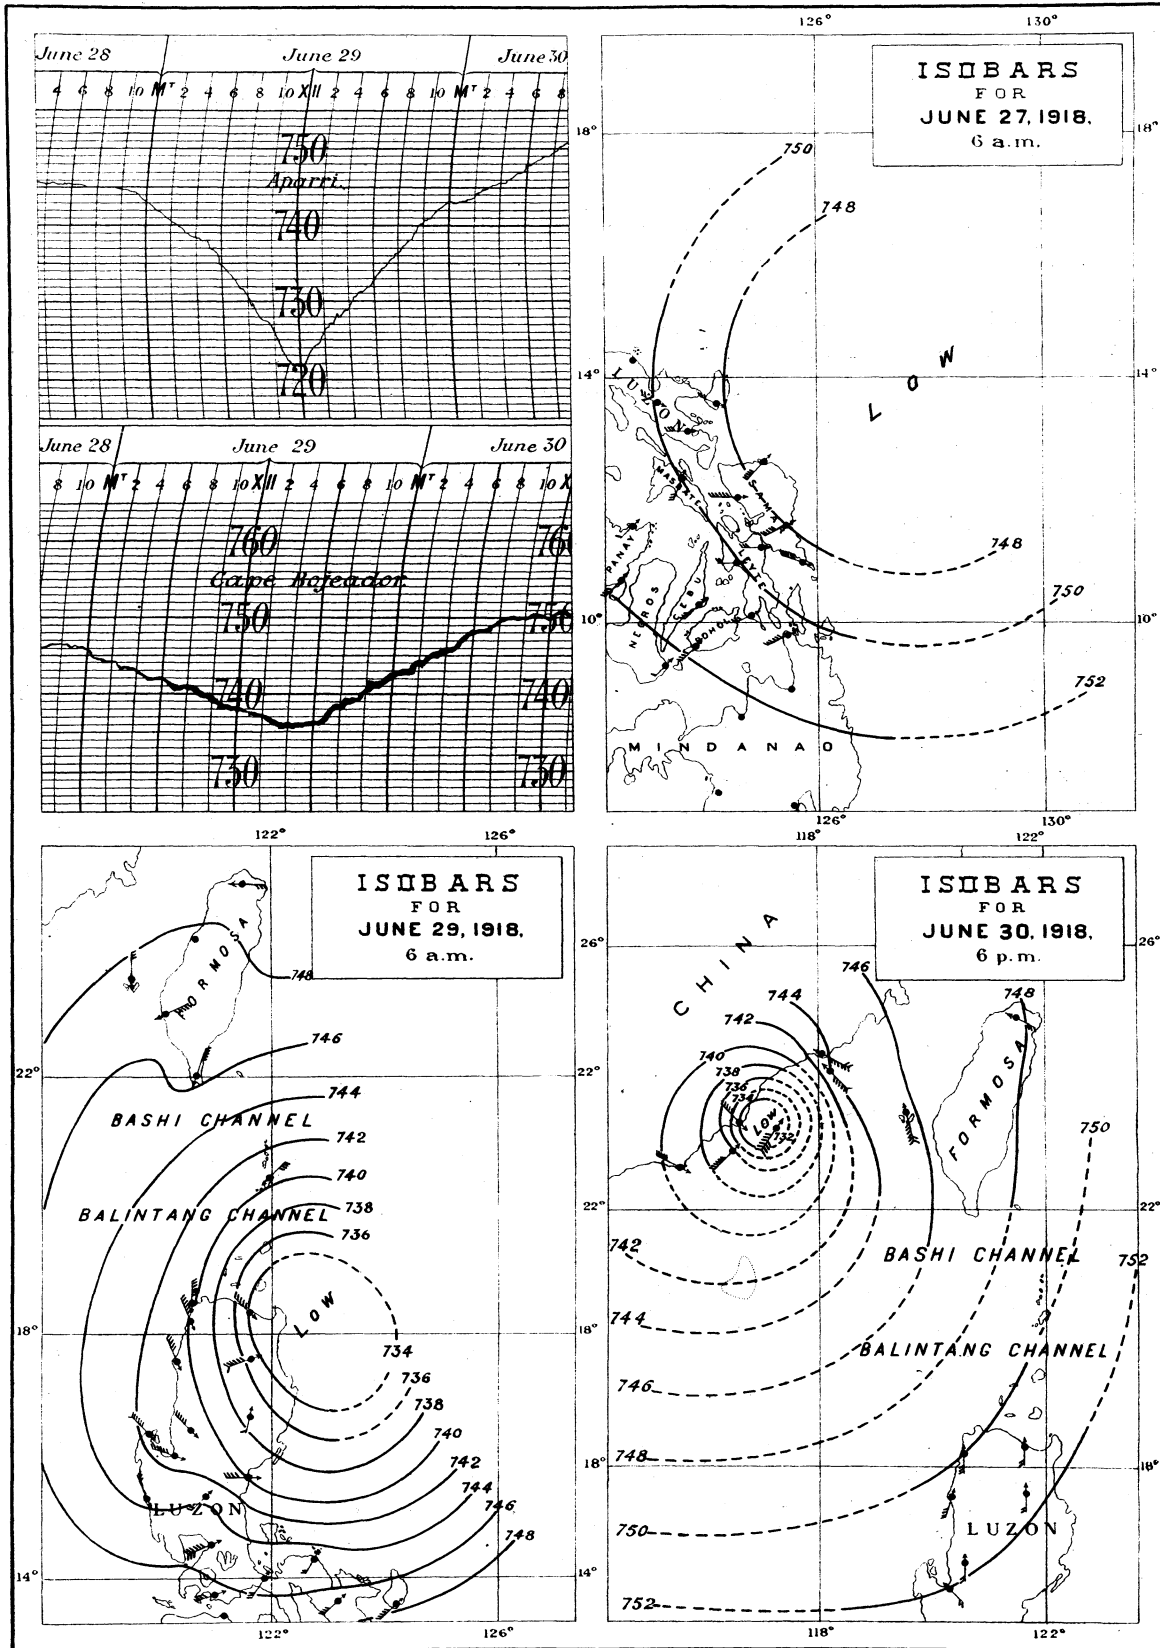 June 28 June 29 June 30
4 6 8 10 Mᵀ 2 4 6 8 10 XII 2 4 6 8 10 Mᵀ 2 4 6 8
750
Aparri.
740
730
720
June 28 June 29 June 30
8 10 Mᵀ 2 4 6 8 10 XII 2 4 6 8 10 Mᵀ 2 4 6 8 10 X
760 760
Cape Bojeador
750 750
740 740
730 730
126° 130°
ISOBARS
FOR
JUNE 27, 1918,
6 a.m.
18° 18°
750
748
LOW
14° 14°
LUZON
MASBATE
SAMAR
PANAY
LEYTE
CEBU
NEGROS
BOHOL
748
750
10° 10°
752
MINDANAO
126° 130°
122° 126°
ISOBARS
FOR
JUNE 29, 1918,
6 a.m.
FORMOSA
748
746
22°
744
BASHI CHANNEL
742
740
738
BALINTANG CHANNEL
736
LOW
18° 18°
734
736
738
740
742
744
746
LUZON
748
14° 14°
122° 126°
118° 122°
ISOBARS
FOR
JUNE 30, 1918,
6 p.m.
CHINA
26° 26°
746
744
748
742
740
738
736
734
LOW
732
FORMOSA
750
22° 22°
742
BASHI CHANNEL
752
744
BALINTANG CHANNEL
746
748
18° 18°
750
LUZON
14°
752
118° 122°